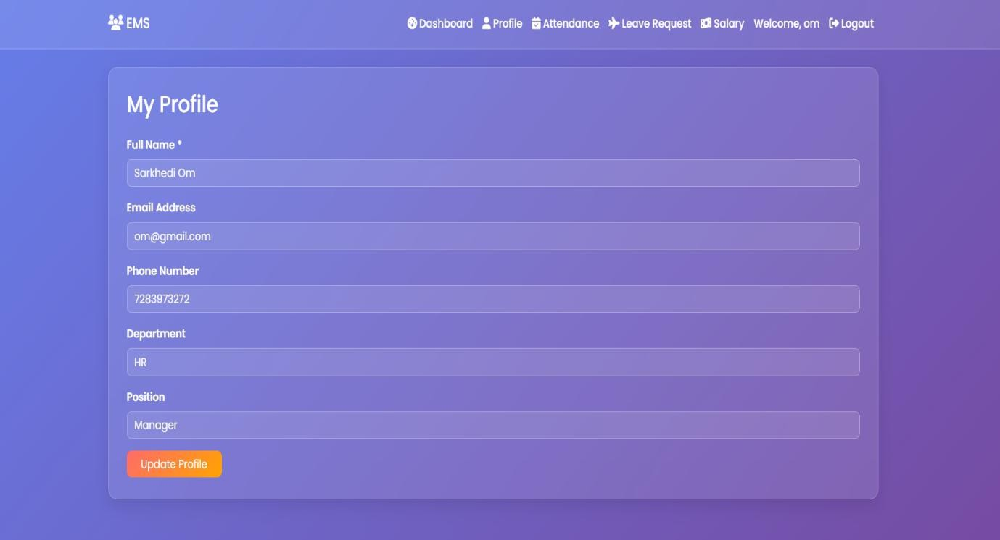 EMS
Dashboard Profile Attendance Leave Request Salary Welcome, om Logout
My Profile
Full Name *
Sarkhedi Om
Email Address
om@gmail.com
Phone Number
7283973272
Department
HR
Position
Manager
Update Profile